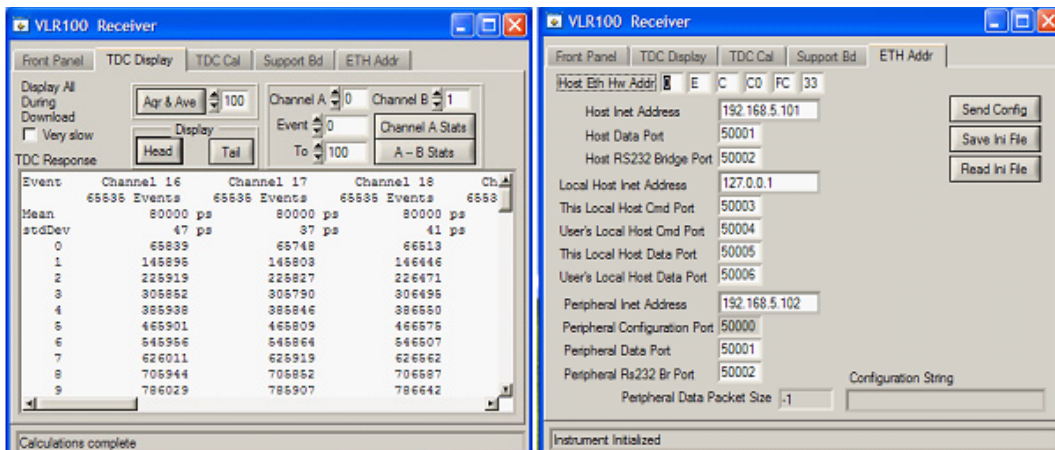 VLR100 Receiver
Front Panel TDC Display TDC Cal Support Bd ETH Addr
Display All During Download
Very slow
Aqr & Ave 100
Display
Head Tail
Channel A 0 Channel B 1
Event 0 Channel A Stats
To 100 A – B Stats
TDC Response
Event Channel 16 Channel 17 Channel 18 Ch
65535 Events 65535 Events 65535 Events 6553
Mean 80000 ps 80000 ps 80000 ps
stdDev 47 ps 37 ps 41 ps
0 65839 65748 66513
1 145895 145803 146446
2 225919 225827 226471
3 305852 305790 306495
4 385938 385846 386550
5 465901 465809 466575
6 545956 545864 546507
7 626011 625919 626562
8 705944 705852 706587
9 786029 785907 786642
Calculations complete
VLR100 Receiver
Front Panel TDC Display TDC Cal Support Bd ETH Addr
Host Eth Hw Addr E C C0 FC 33
Host Inet Address 192.168.5.101 Send Config
Host Data Port 50001 Save Ini File
Host RS232 Bridge Port 50002 Read Ini File
Local Host Inet Address 127.0.0.1
This Local Host Cmd Port 50003
User's Local Host Cmd Port 50004
This Local Host Data Port 50005
User's Local Host Data Port 50006
Peripheral Inet Address 192.168.5.102
Peripheral Configuration Port 50000
Peripheral Data Port 50001
Peripheral Rs232 Br Port 50002
Configuration String
Peripheral Data Packet Size -1
Instrument Initialized